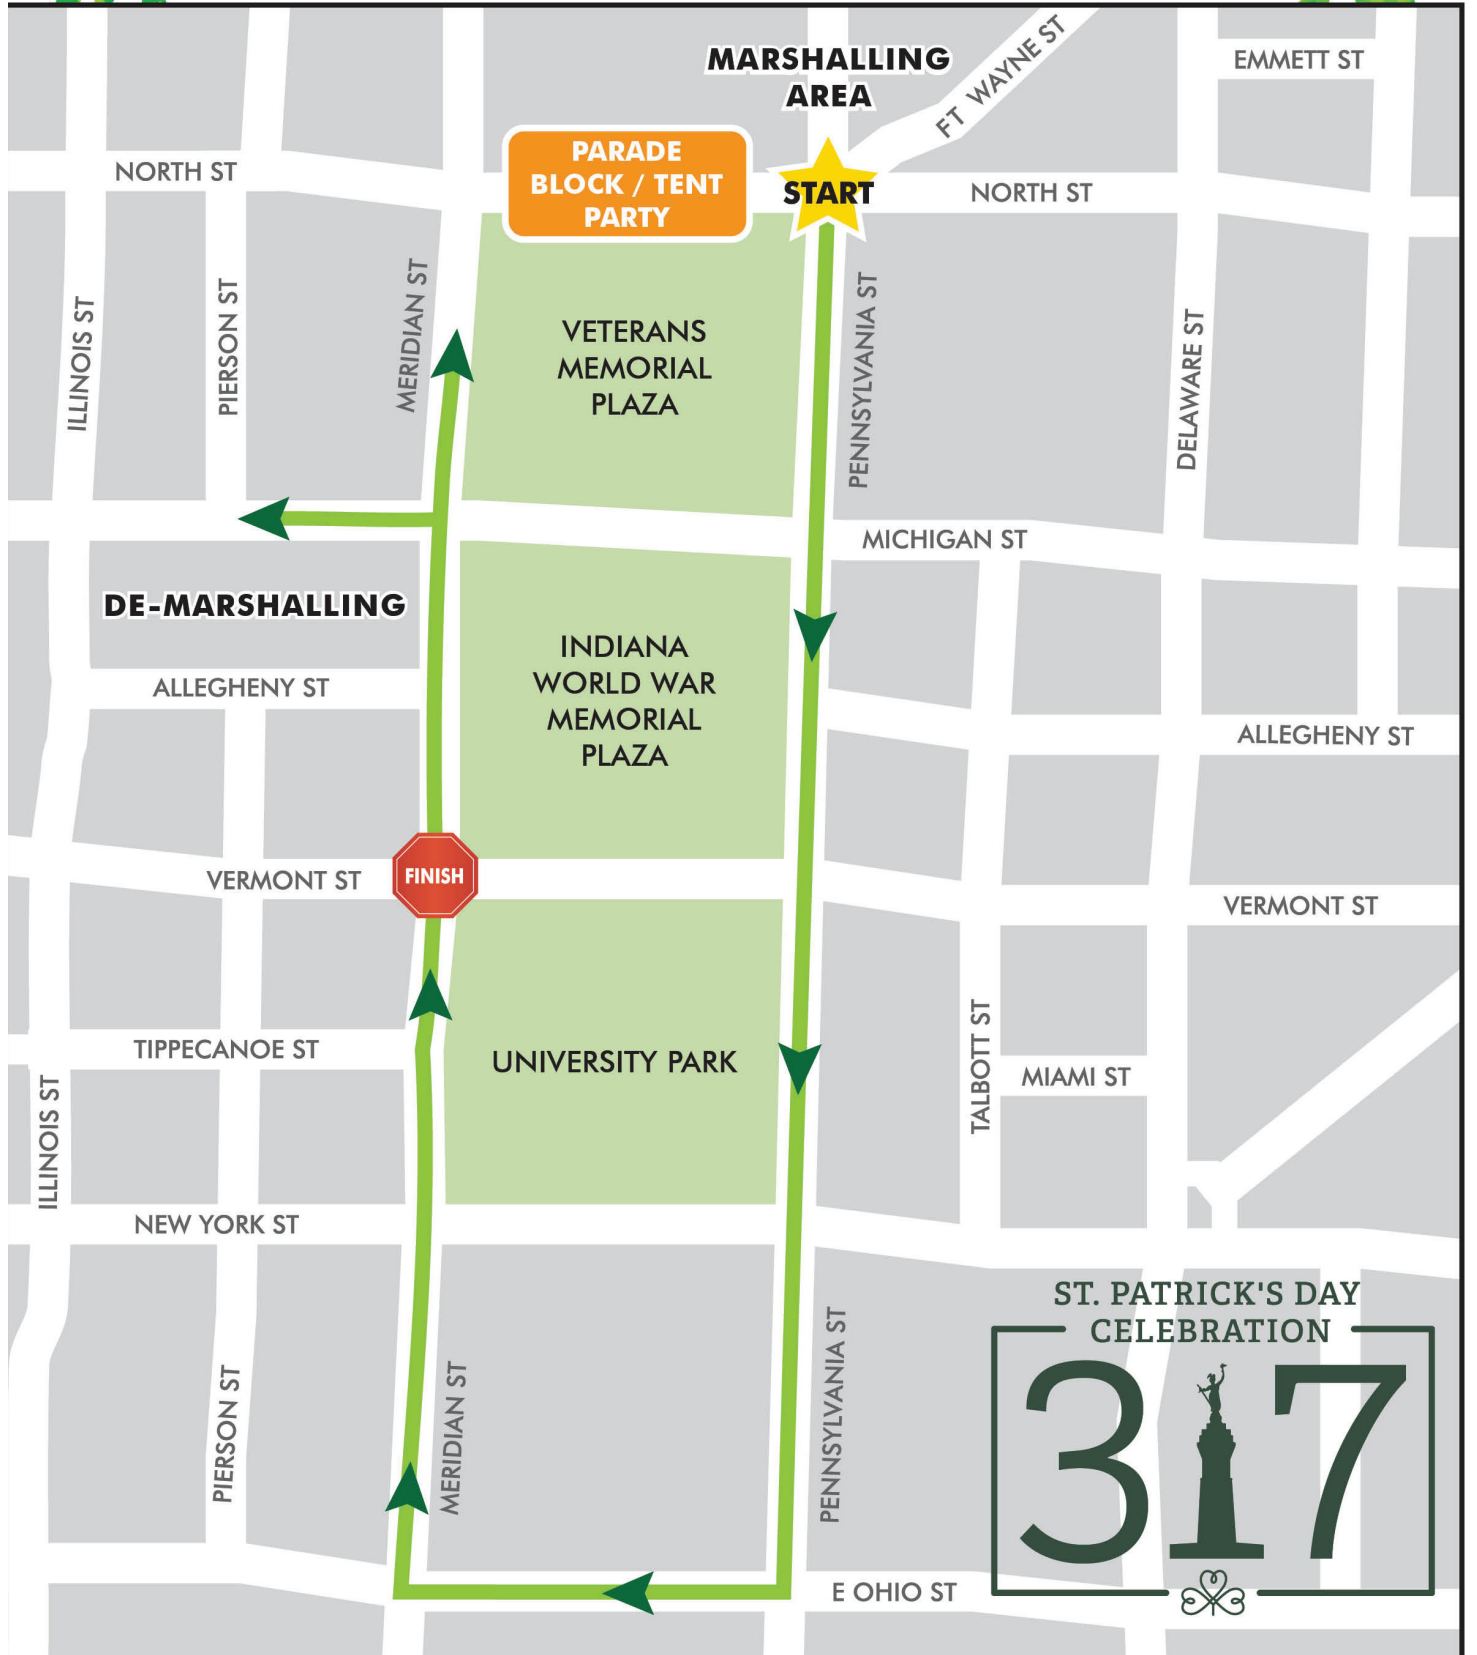 MARSHALLING
AREA
FT WAYNE ST
EMMETT ST
NORTH ST
PARADE
BLOCK / TENT
PARTY
START
NORTH ST
ILLINOIS ST
PIERSON ST
MERIDIAN ST
VETERANS
MEMORIAL
PLAZA
PENNSYLVANIA ST
DELAWARE ST
MICHIGAN ST
DE-MARSHALLING
INDIANA
WORLD WAR
MEMORIAL
PLAZA
ALLEGHENY ST
ALLEGHENY ST
VERMONT ST
FINISH
VERMONT ST
TIPPECANOE ST
UNIVERSITY PARK
TALBOTT ST
MIAMI ST
ILLINOIS ST
NEW YORK ST
PIERSON ST
MERIDIAN ST
PENNSYLVANIA ST
E OHIO ST
ST. PATRICK'S DAY
CELEBRATION
317